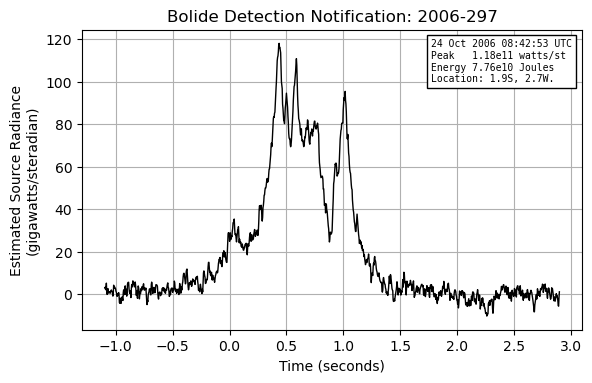 Bolide Detection Notification: 2006-297
24 Oct 2006 08:42:53 UTC
Peak   1.18e11 watts/st
Energy 7.76e10 Joules
Location: 1.9S, 2.7W.
Estimated Source Radiance
(gigawatts/steradian)
120
100
80
60
40
20
0
−1.0 −0.5 0.0 0.5 1.0 1.5 2.0 2.5 3.0
Time (seconds)